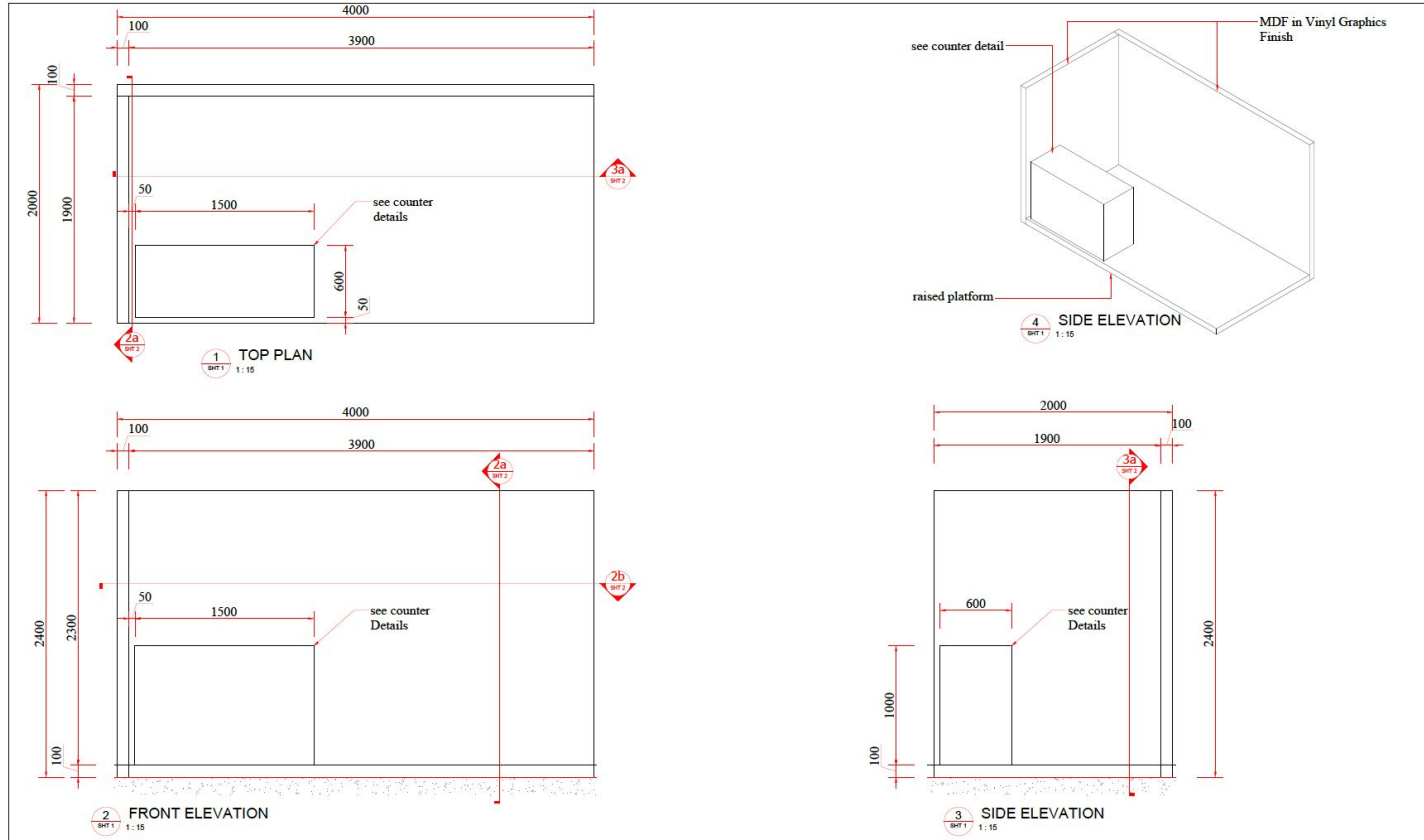 4000
100
3900
100
2000
1900
50
1500
see counter
details
600
50
3a
SHT 2
2a
SHT 2
1
SHT 1
TOP PLAN
1 : 15
MDF in Vinyl Graphics
Finish
see counter detail
raised platform
4
SHT 1
SIDE ELEVATION
1 : 15
4000
100
3900
2a
SHT 2
2b
SHT 2
50
1500
see counter
Details
2400
2300
100
2
SHT 1
FRONT ELEVATION
1 : 15
2000
1900
100
3a
SHT 2
600
see counter
Details
1000
100
2400
3
SHT 1
SIDE ELEVATION
1 : 15